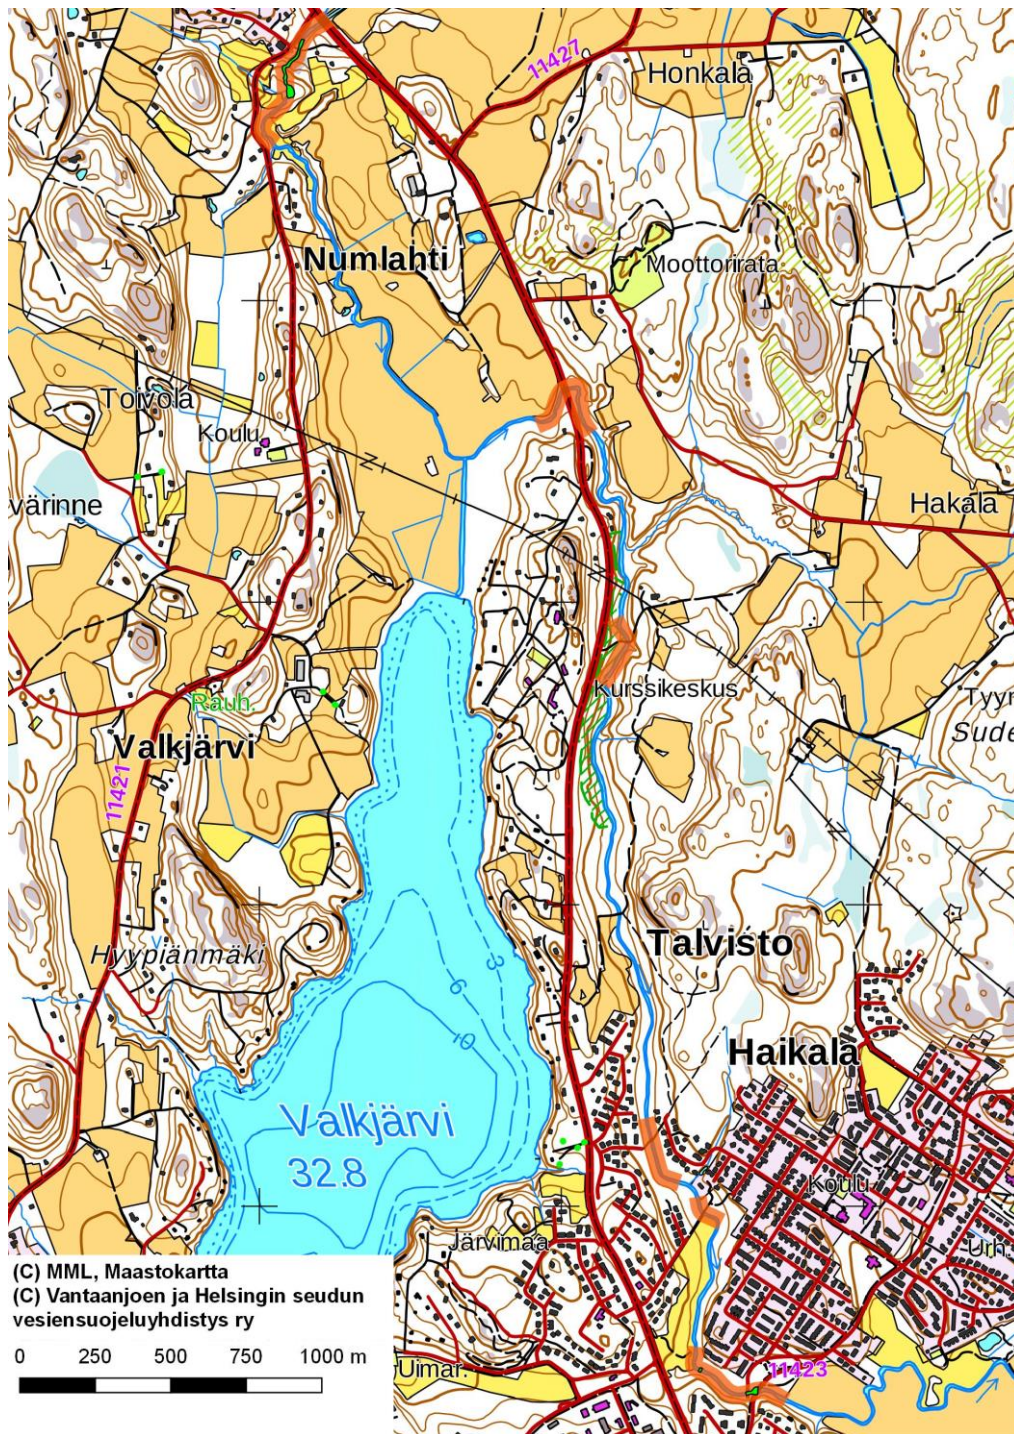 11427
Honkala
Numlahti
Moottorirata
Toivola
Koulu
värinne
Hakala
40
Kurssikeskus
Rauh.
Tyyn
Sude
Valkjärvi
11421
Hyypiänmäki
Talvisto
3
6
10
Haikala
Valkjärvi
32.8
Koulu
Järvimaa
Urh
(C) MML, Maastokartta
(C) Vantaanjoen ja Helsingin seudun
vesiensuojeluyhdistys ry
0 250 500 750 1000 m
Uimar.
11423